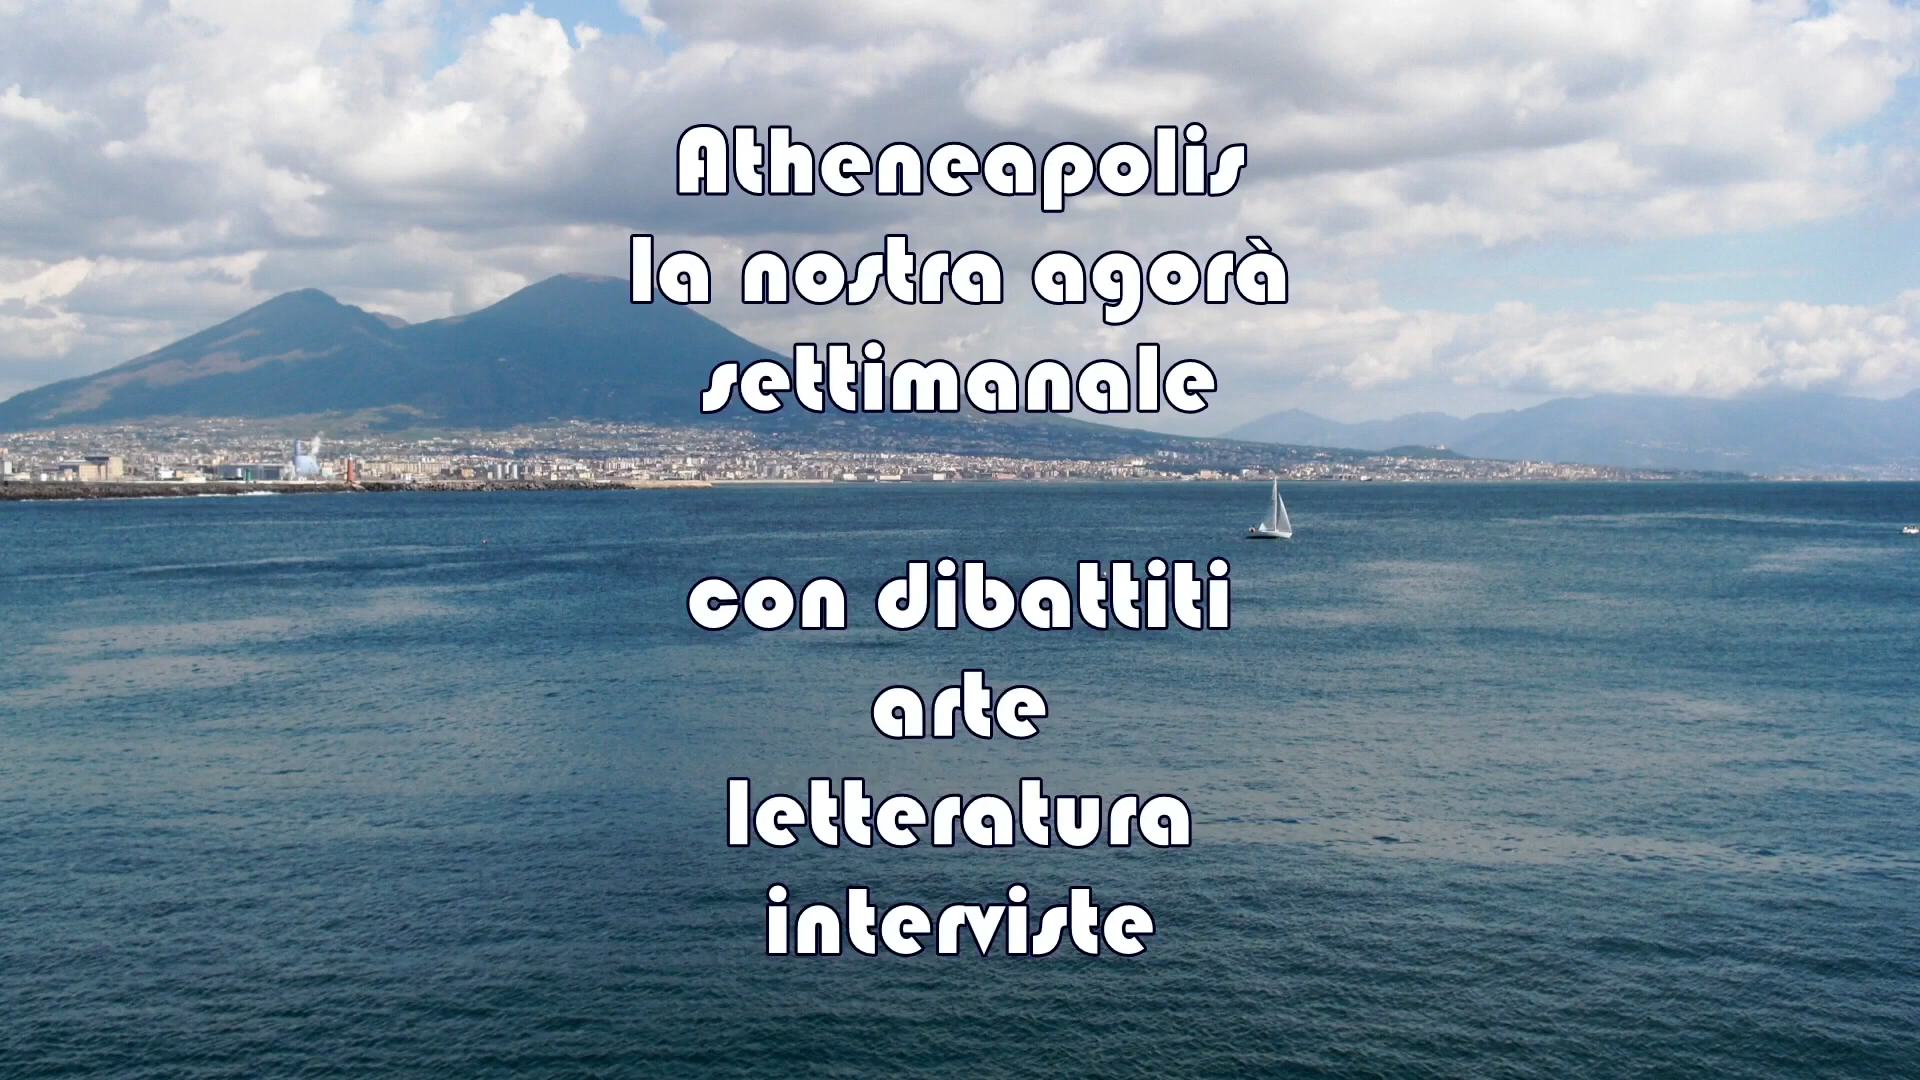 Atheneapolis
la nostra agorà
settimanale
con dibattiti
arte
letteratura
interviste